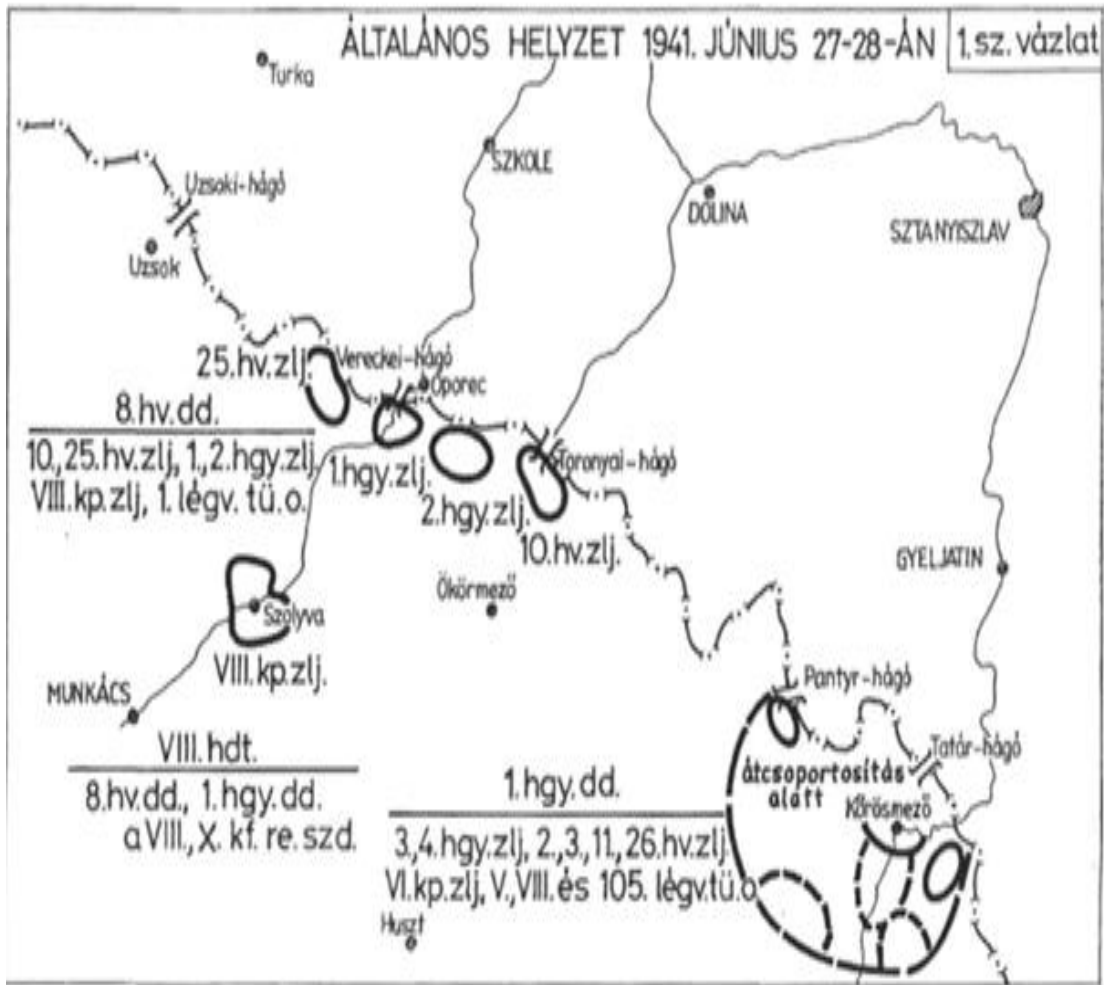 ÁLTALÁNOS HELYZET 1941. JÚNIUS 27-28-ÁN
1.sz. vázlat
Turka
SZKOLE
Uzsoki-hágó
DOLINA
SZTANYISZLAV
Uzsok
25.hv.zlj.
Vereckei-hágó
Oporec
8.hv.dd.
10.,25.hv.zlj, 1.,2.hgy.zlj
VIII.kp.zlj, 1. légv. tü.o.
1.hgy.zlj.
2.hgy.zlj.
Toronyai-hágó
10.hv.zlj.
Ökörmező
GYELJATIN
Szolyva
VIII.kp.zlj.
MUNKÁCS
Pantyr-hágó
Tatár-hágó
VIII.hdt.
8.hv.dd., 1.hgy.dd.
a VIII., X. kf. re. szd.
átcsoportosítás
alatt
Kőrösmező
1.hgy.dd.
3.,4.hgy.zlj, 2.,3.,11.,26.hv.zlj.
VI.kp.zlj, V.,VIII.és 105. légv.tü.o
Huszt